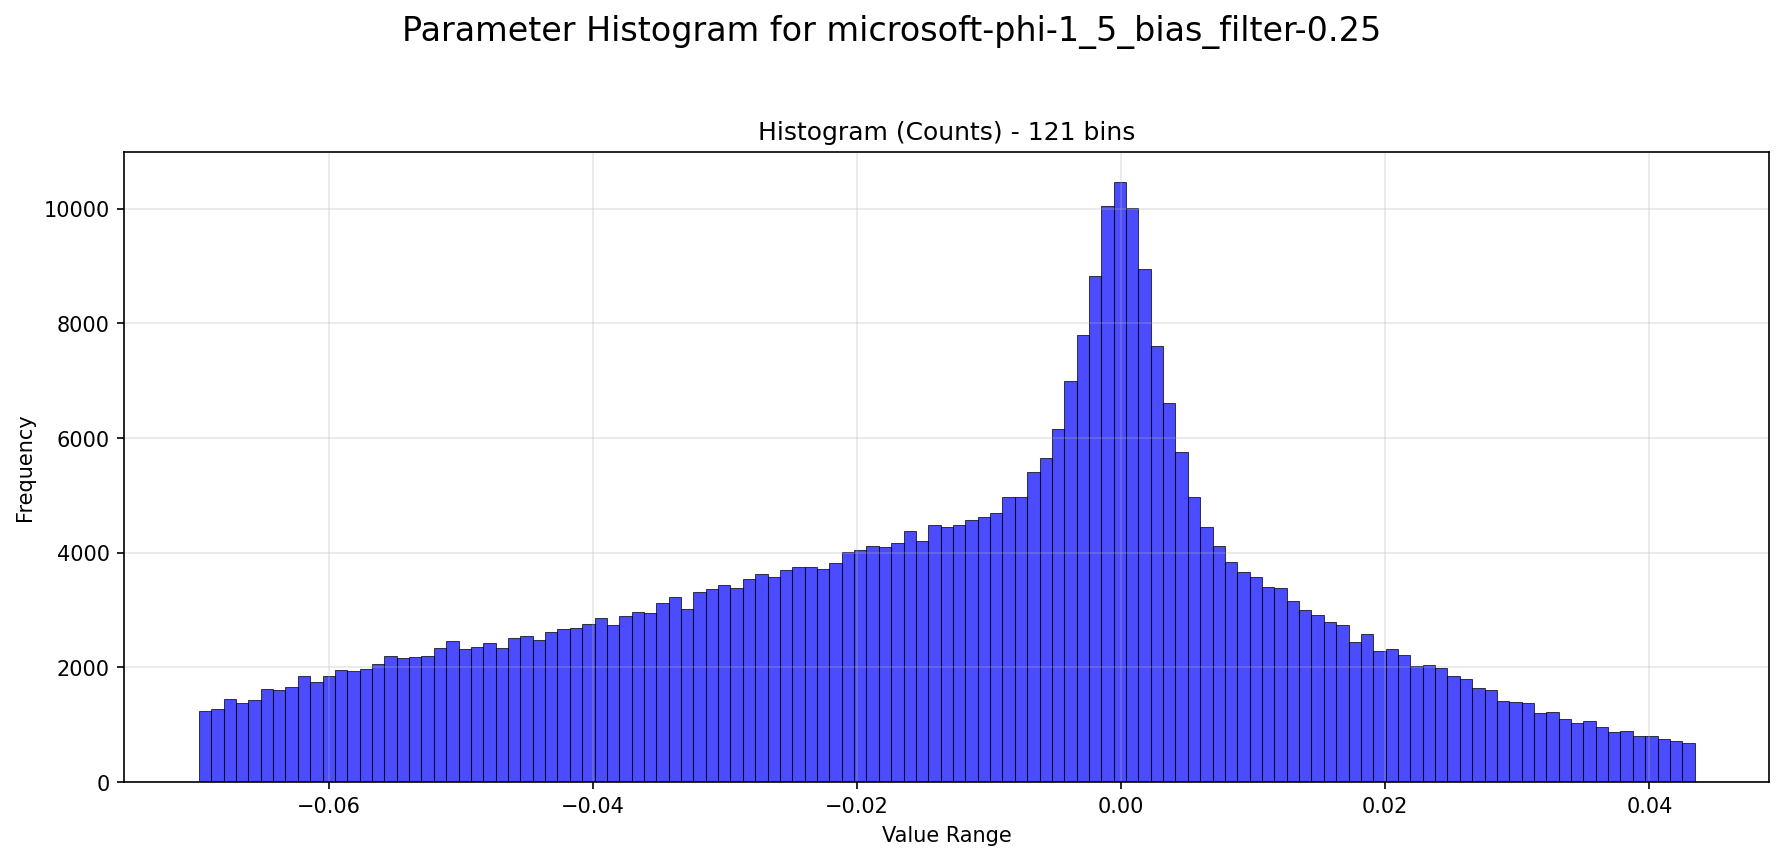 Parameter Histogram for microsoft-phi-1_5_bias_filter-0.25
Histogram (Counts) - 121 bins
10000
8000
6000
4000
2000
0
Frequency
−0.06 −0.04 −0.02 0.00 0.02 0.04
Value Range